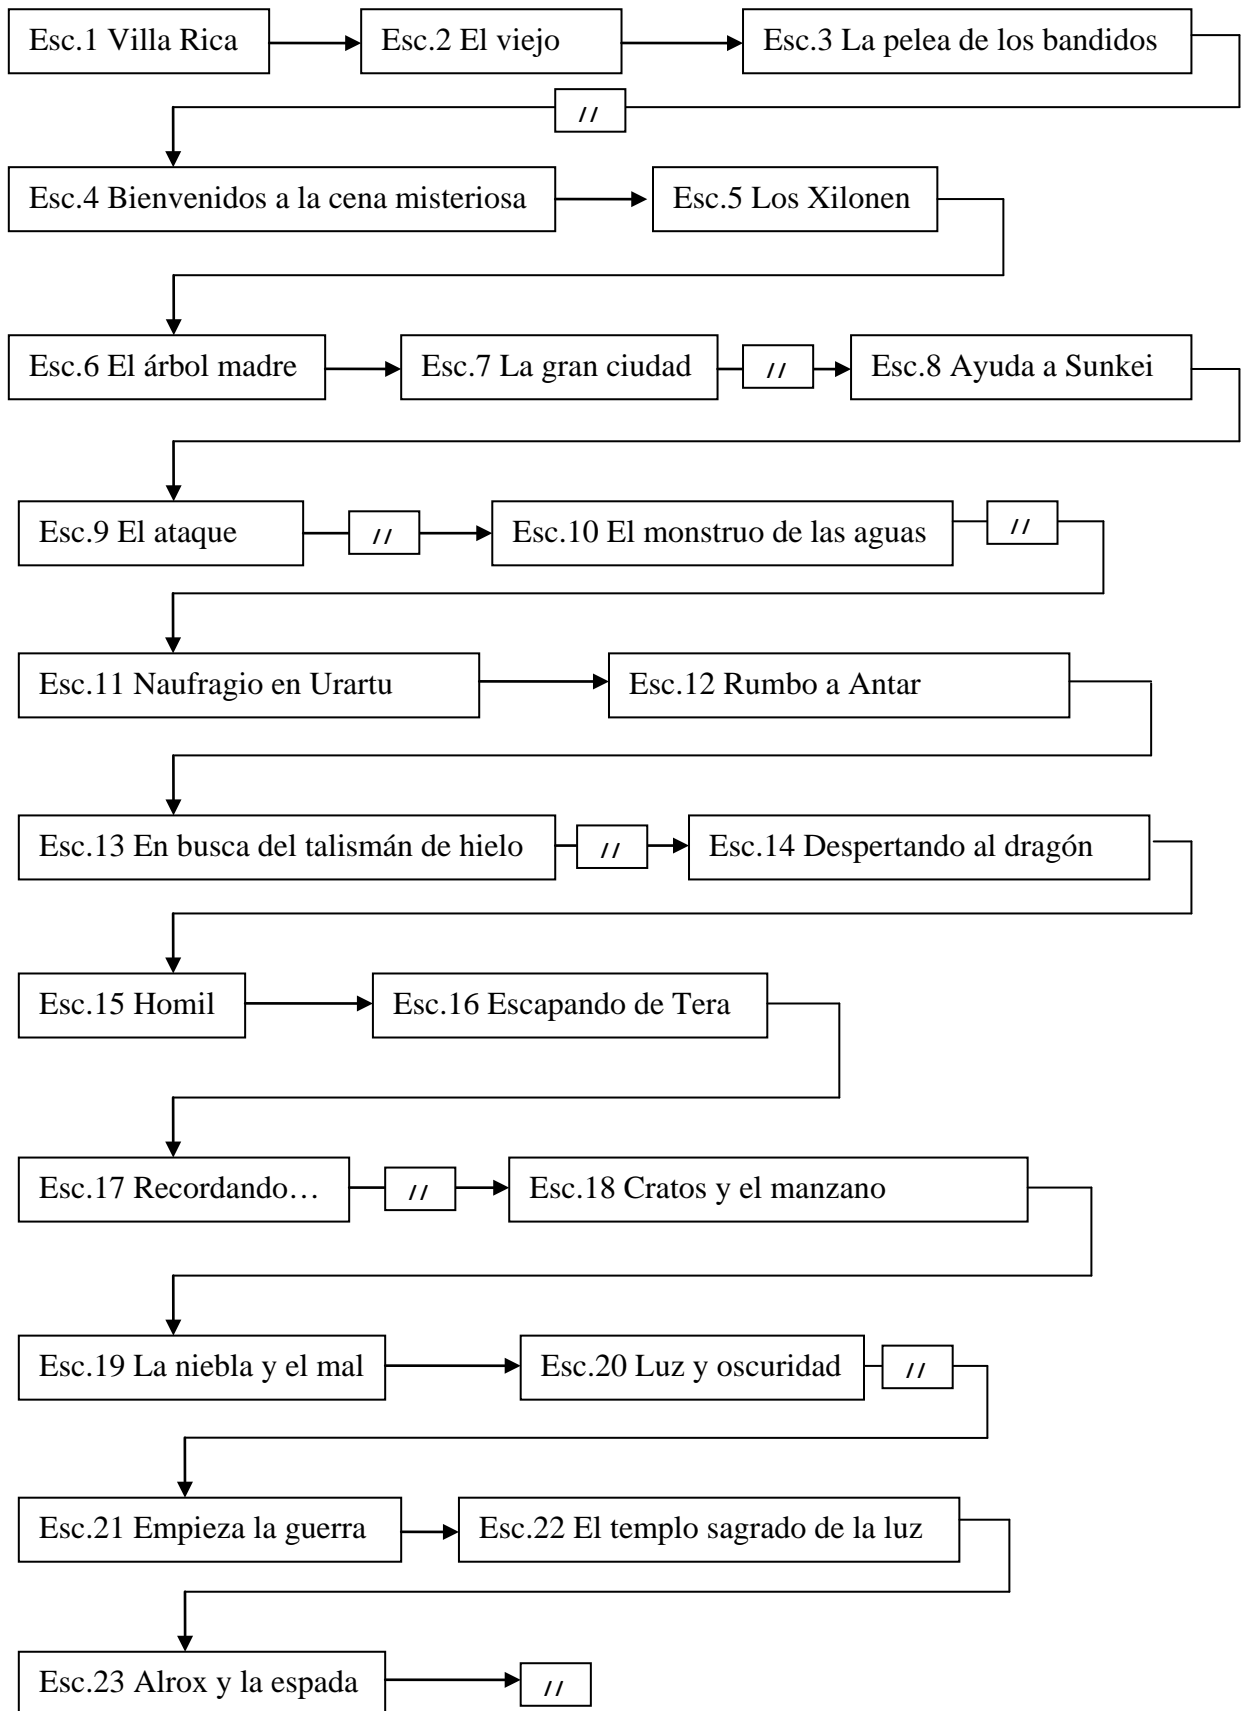 Esc.1 Villa Rica
Esc.2 El viejo
Esc.3 La pelea de los bandidos
//
Esc.4 Bienvenidos a la cena misteriosa
Esc.5 Los Xilonen
Esc.6 El árbol madre
Esc.7 La gran ciudad
//
Esc.8 Ayuda a Sunkei
Esc.9 El ataque
//
Esc.10 El monstruo de las aguas
//
Esc.11 Naufragio en Urartu
Esc.12 Rumbo a Antar
Esc.13 En busca del talismán de hielo
//
Esc.14 Despertando al dragón
Esc.15 Homil
Esc.16 Escapando de Tera
Esc.17 Recordando…
//
Esc.18 Cratos y el manzano
Esc.19 La niebla y el mal
Esc.20 Luz y oscuridad
//
Esc.21 Empieza la guerra
Esc.22 El templo sagrado de la luz
Esc.23 Alrox y la espada
//